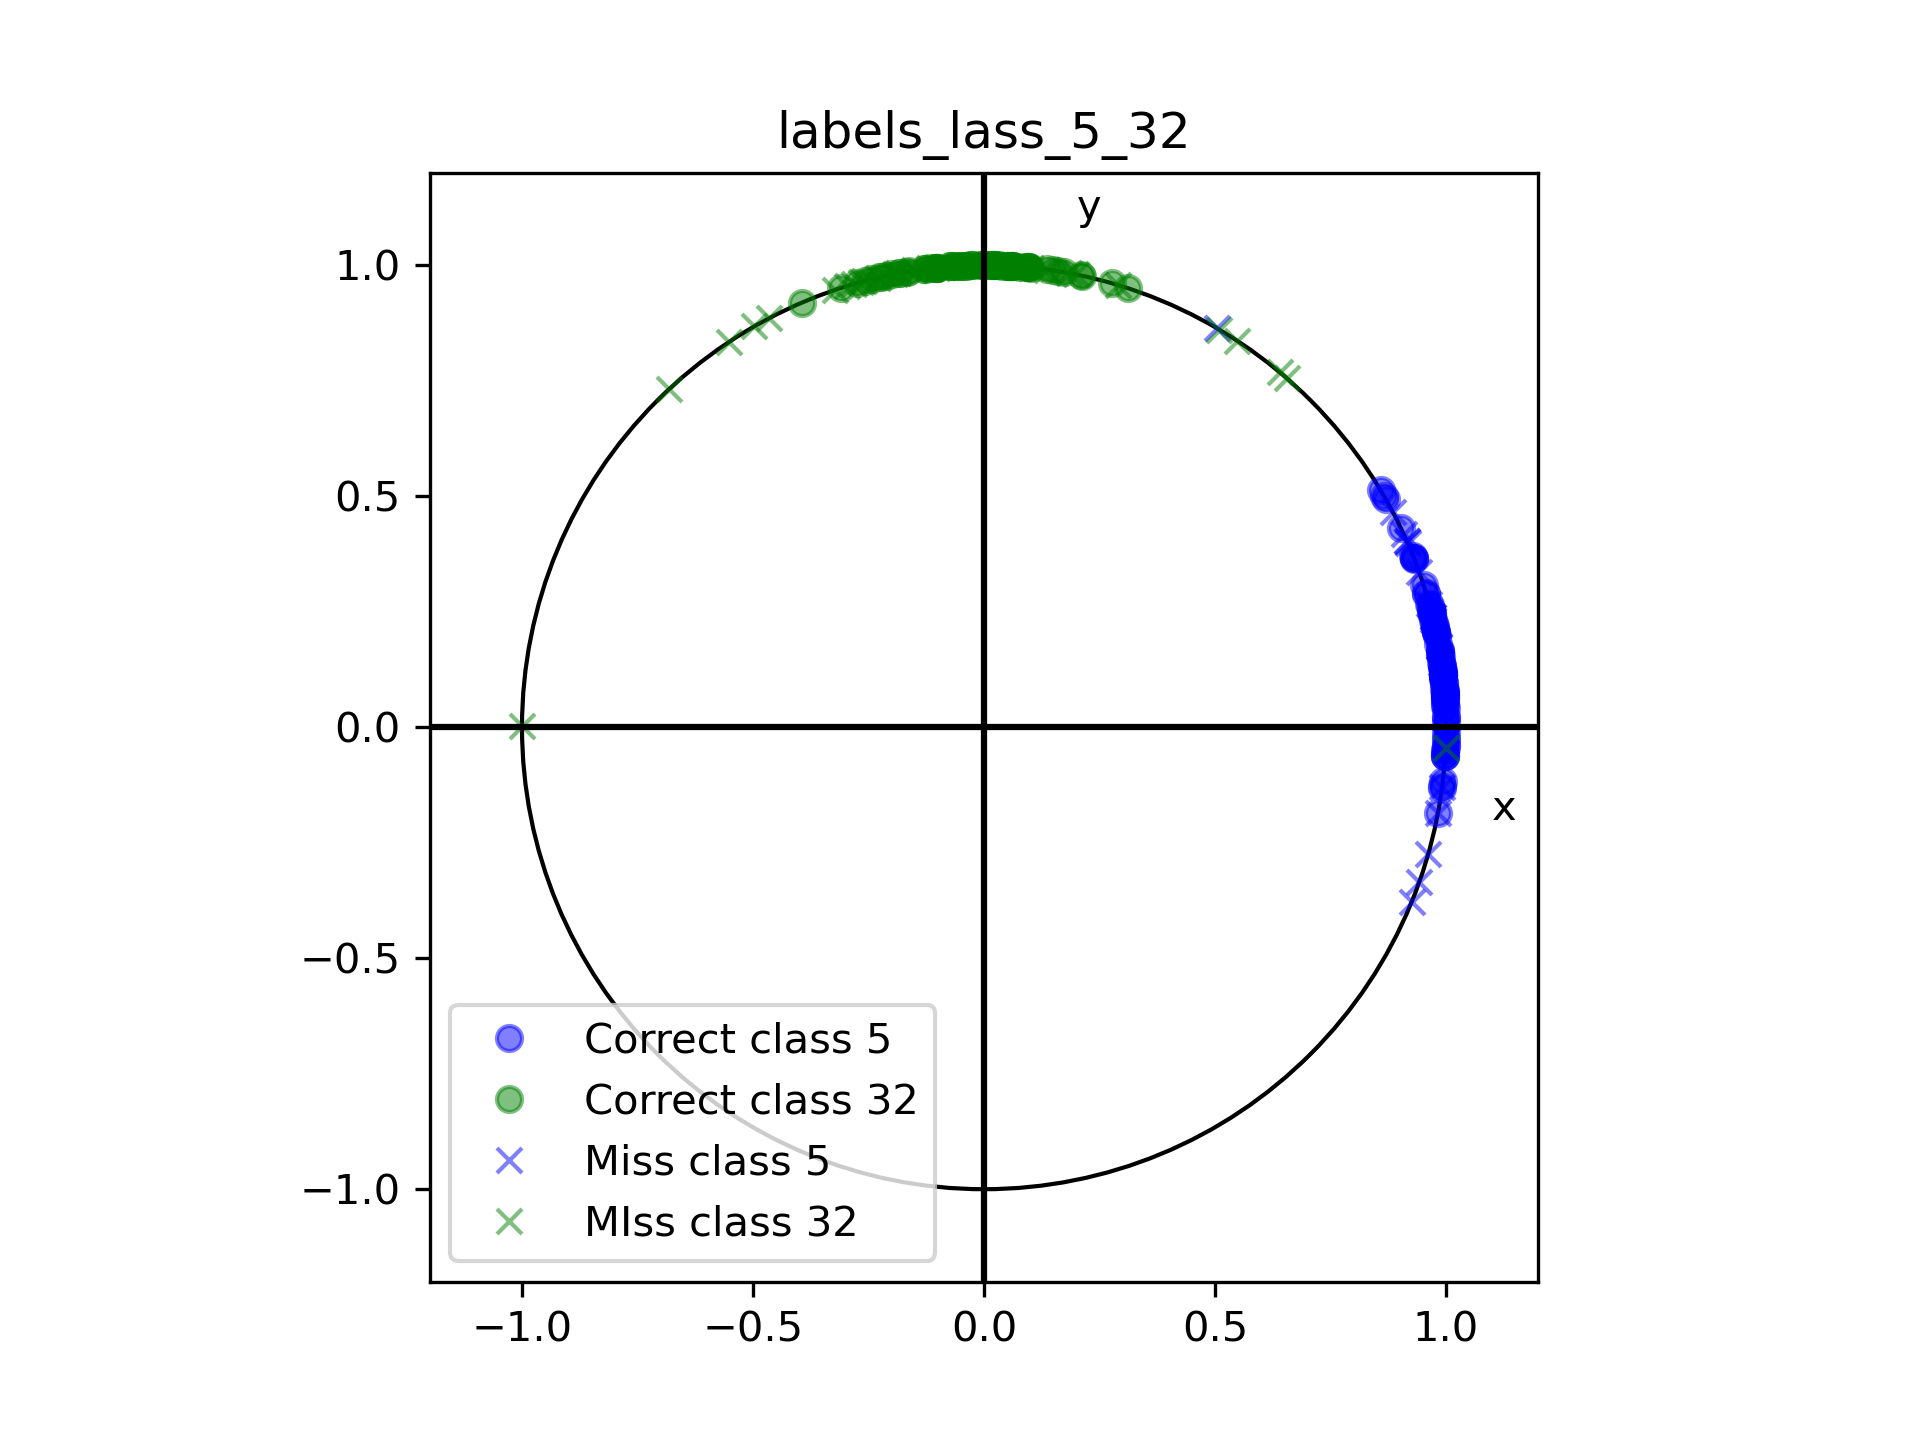 labels_lass_5_32
y
1.0
0.5
0.0
−0.5
−1.0
x
Correct class 5
Correct class 32
Miss class 5
MIss class 32
−1.0 −0.5 0.0 0.5 1.0